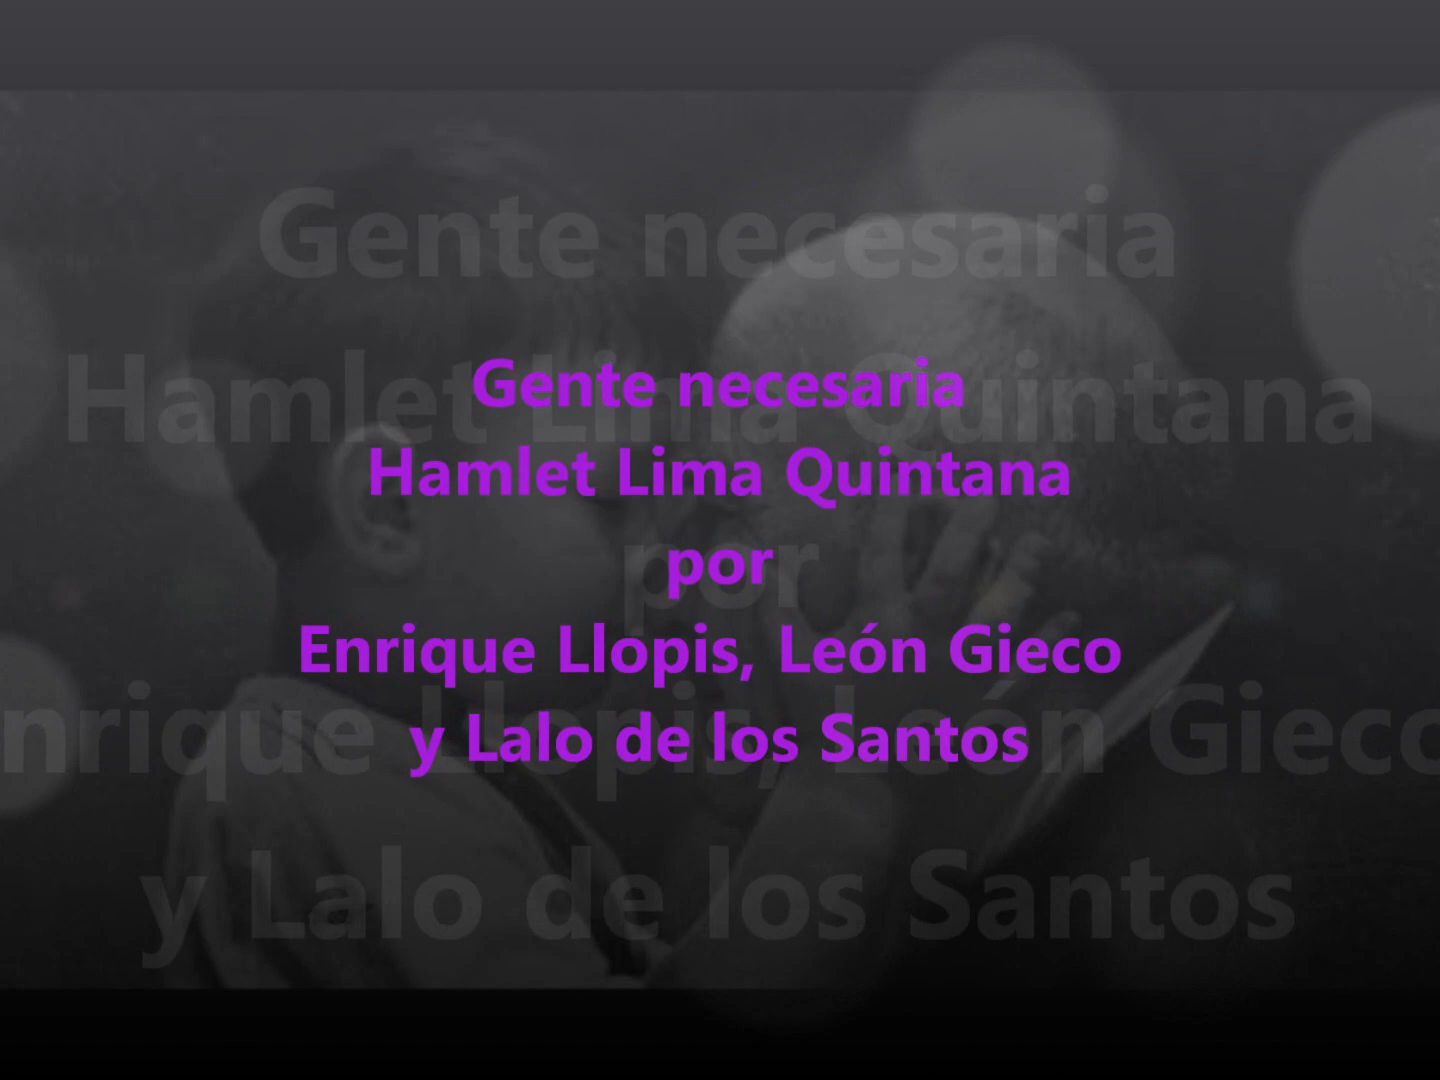 Gente necesaria
Hamlet Lima Quintana
por
Enrique Llopis, León Gieco
y Lalo de los Santos